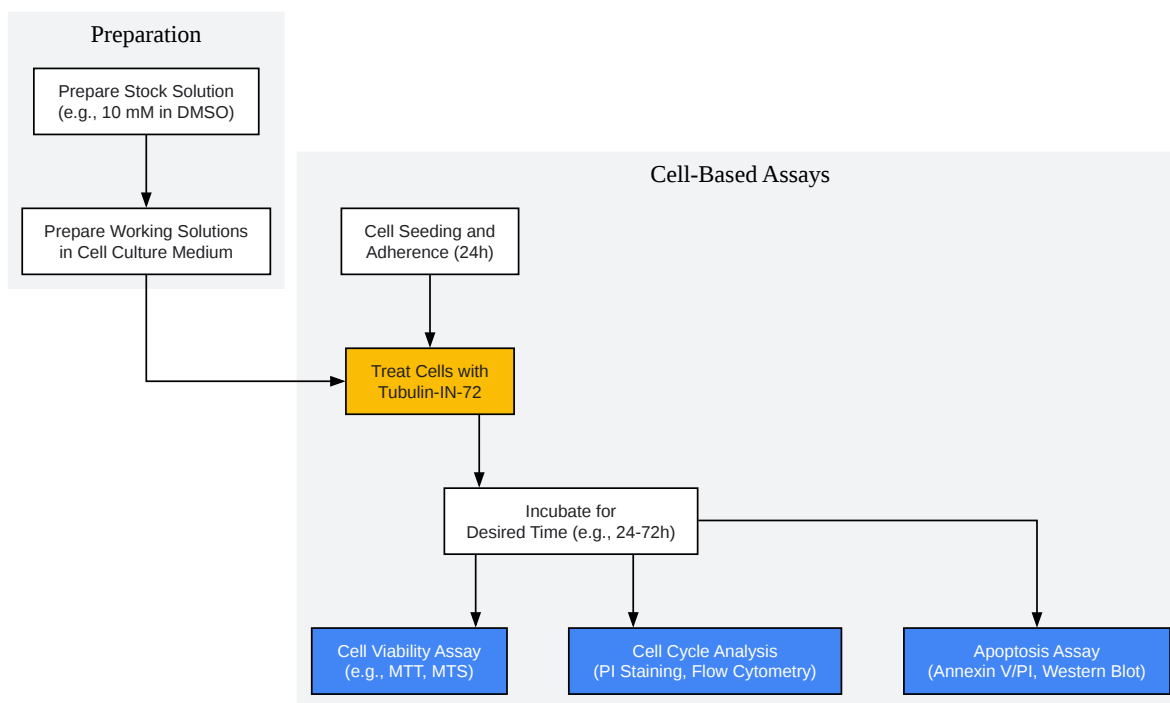 Preparation
Prepare Stock Solution
(e.g., 10 mM in DMSO)
Prepare Working Solutions
in Cell Culture Medium
Cell-Based Assays
Cell Seeding and
Adherence (24h)
Treat Cells with
Tubulin-IN-72
Incubate for
Desired Time (e.g., 24-72h)
Cell Viability Assay
(e.g., MTT, MTS)
Cell Cycle Analysis
(PI Staining, Flow Cytometry)
Apoptosis Assay
(Annexin V/PI, Western Blot)